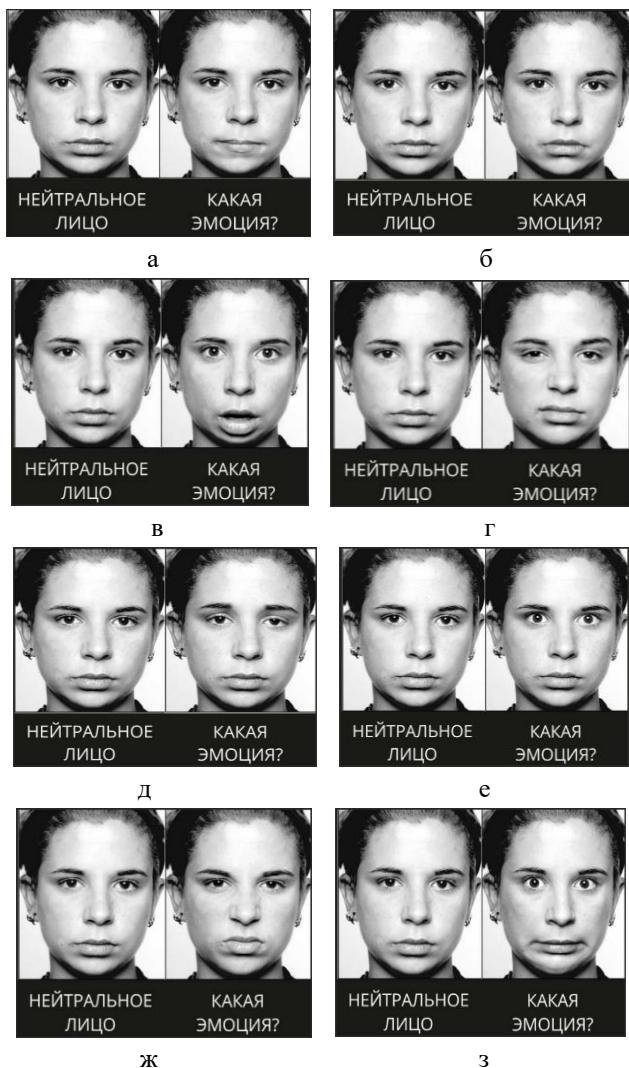 НЕЙТРАЛЬНОЕ ЛИЦО
КАКАЯ ЭМОЦИЯ?
НЕЙТРАЛЬНОЕ ЛИЦО
КАКАЯ ЭМОЦИЯ?
а
б
НЕЙТРАЛЬНОЕ ЛИЦО
КАКАЯ ЭМОЦИЯ?
НЕЙТРАЛЬНОЕ ЛИЦО
КАКАЯ ЭМОЦИЯ?
в
г
НЕЙТРАЛЬНОЕ ЛИЦО
КАКАЯ ЭМОЦИЯ?
НЕЙТРАЛЬНОЕ ЛИЦО
КАКАЯ ЭМОЦИЯ?
д
е
НЕЙТРАЛЬНОЕ ЛИЦО
КАКАЯ ЭМОЦИЯ?
НЕЙТРАЛЬНОЕ ЛИЦО
КАКАЯ ЭМОЦИЯ?
ж
з